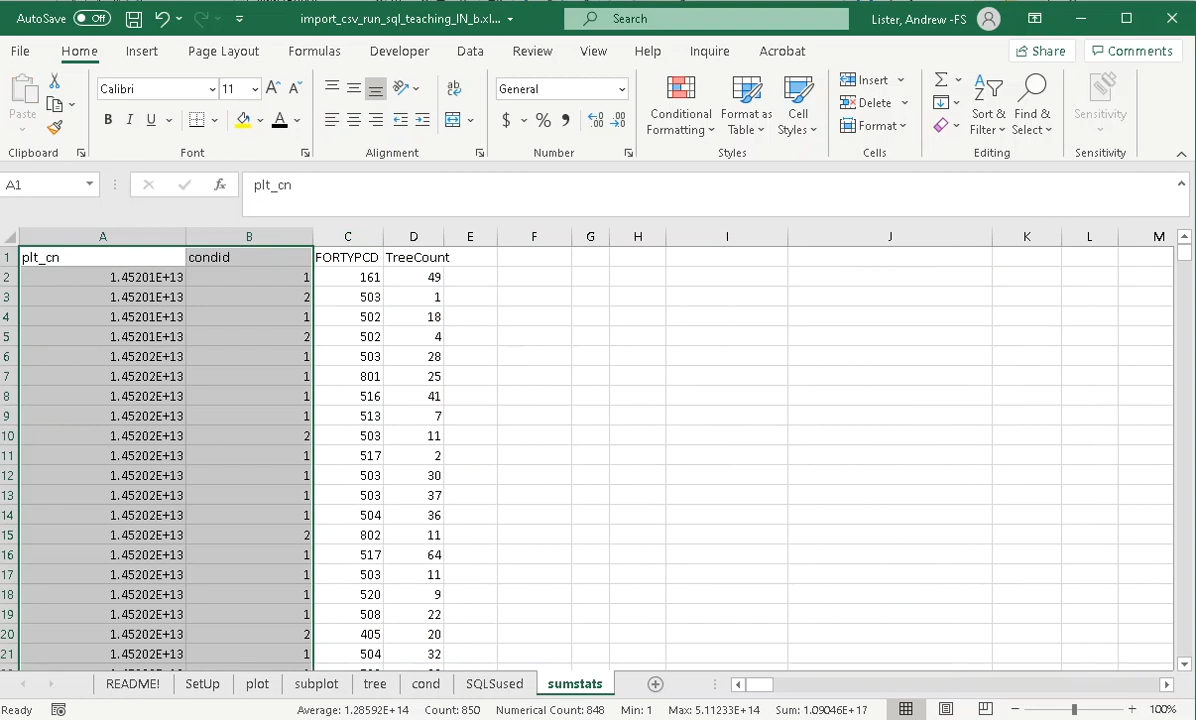 AutoSave Off import_csv_run_sql_teaching_IN_b.xl... Search Lister, Andrew -FS
File Home Insert Page Layout Formulas Developer Data Review View Help Inquire Acrobat Share Comments
Paste Calibri 11 General Conditional Formatting Format as Table Cell Styles Insert Delete Format Sort & Filter Find & Select Sensitivity
Clipboard Font Alignment Number Styles Cells Editing Sensitivity
A1 fx plt_cn
A B C D E F G H I J K L M
1 plt_cn condid FORTYPCD TreeCount
2 1.45201E+13 1 161 49
3 1.45201E+13 2 503 1
4 1.45201E+13 1 502 18
5 1.45201E+13 2 502 4
6 1.45202E+13 1 503 28
7 1.45202E+13 1 801 25
8 1.45202E+13 1 516 41
9 1.45202E+13 1 513 7
10 1.45202E+13 2 503 11
11 1.45202E+13 1 517 2
12 1.45202E+13 1 503 30
13 1.45202E+13 1 503 37
14 1.45202E+13 1 504 36
15 1.45202E+13 2 802 11
16 1.45202E+13 1 517 64
17 1.45202E+13 1 503 11
18 1.45202E+13 1 520 9
19 1.45202E+13 1 508 22
20 1.45202E+13 2 405 20
21 1.45202E+13 1 504 32
README! SetUp plot subplot tree cond SQLSused sumstats
Ready Average: 1.28592E+14 Count: 850 Numerical Count: 848 Min: 1 Max: 5.11233E+14 Sum: 1.09046E+17 100%